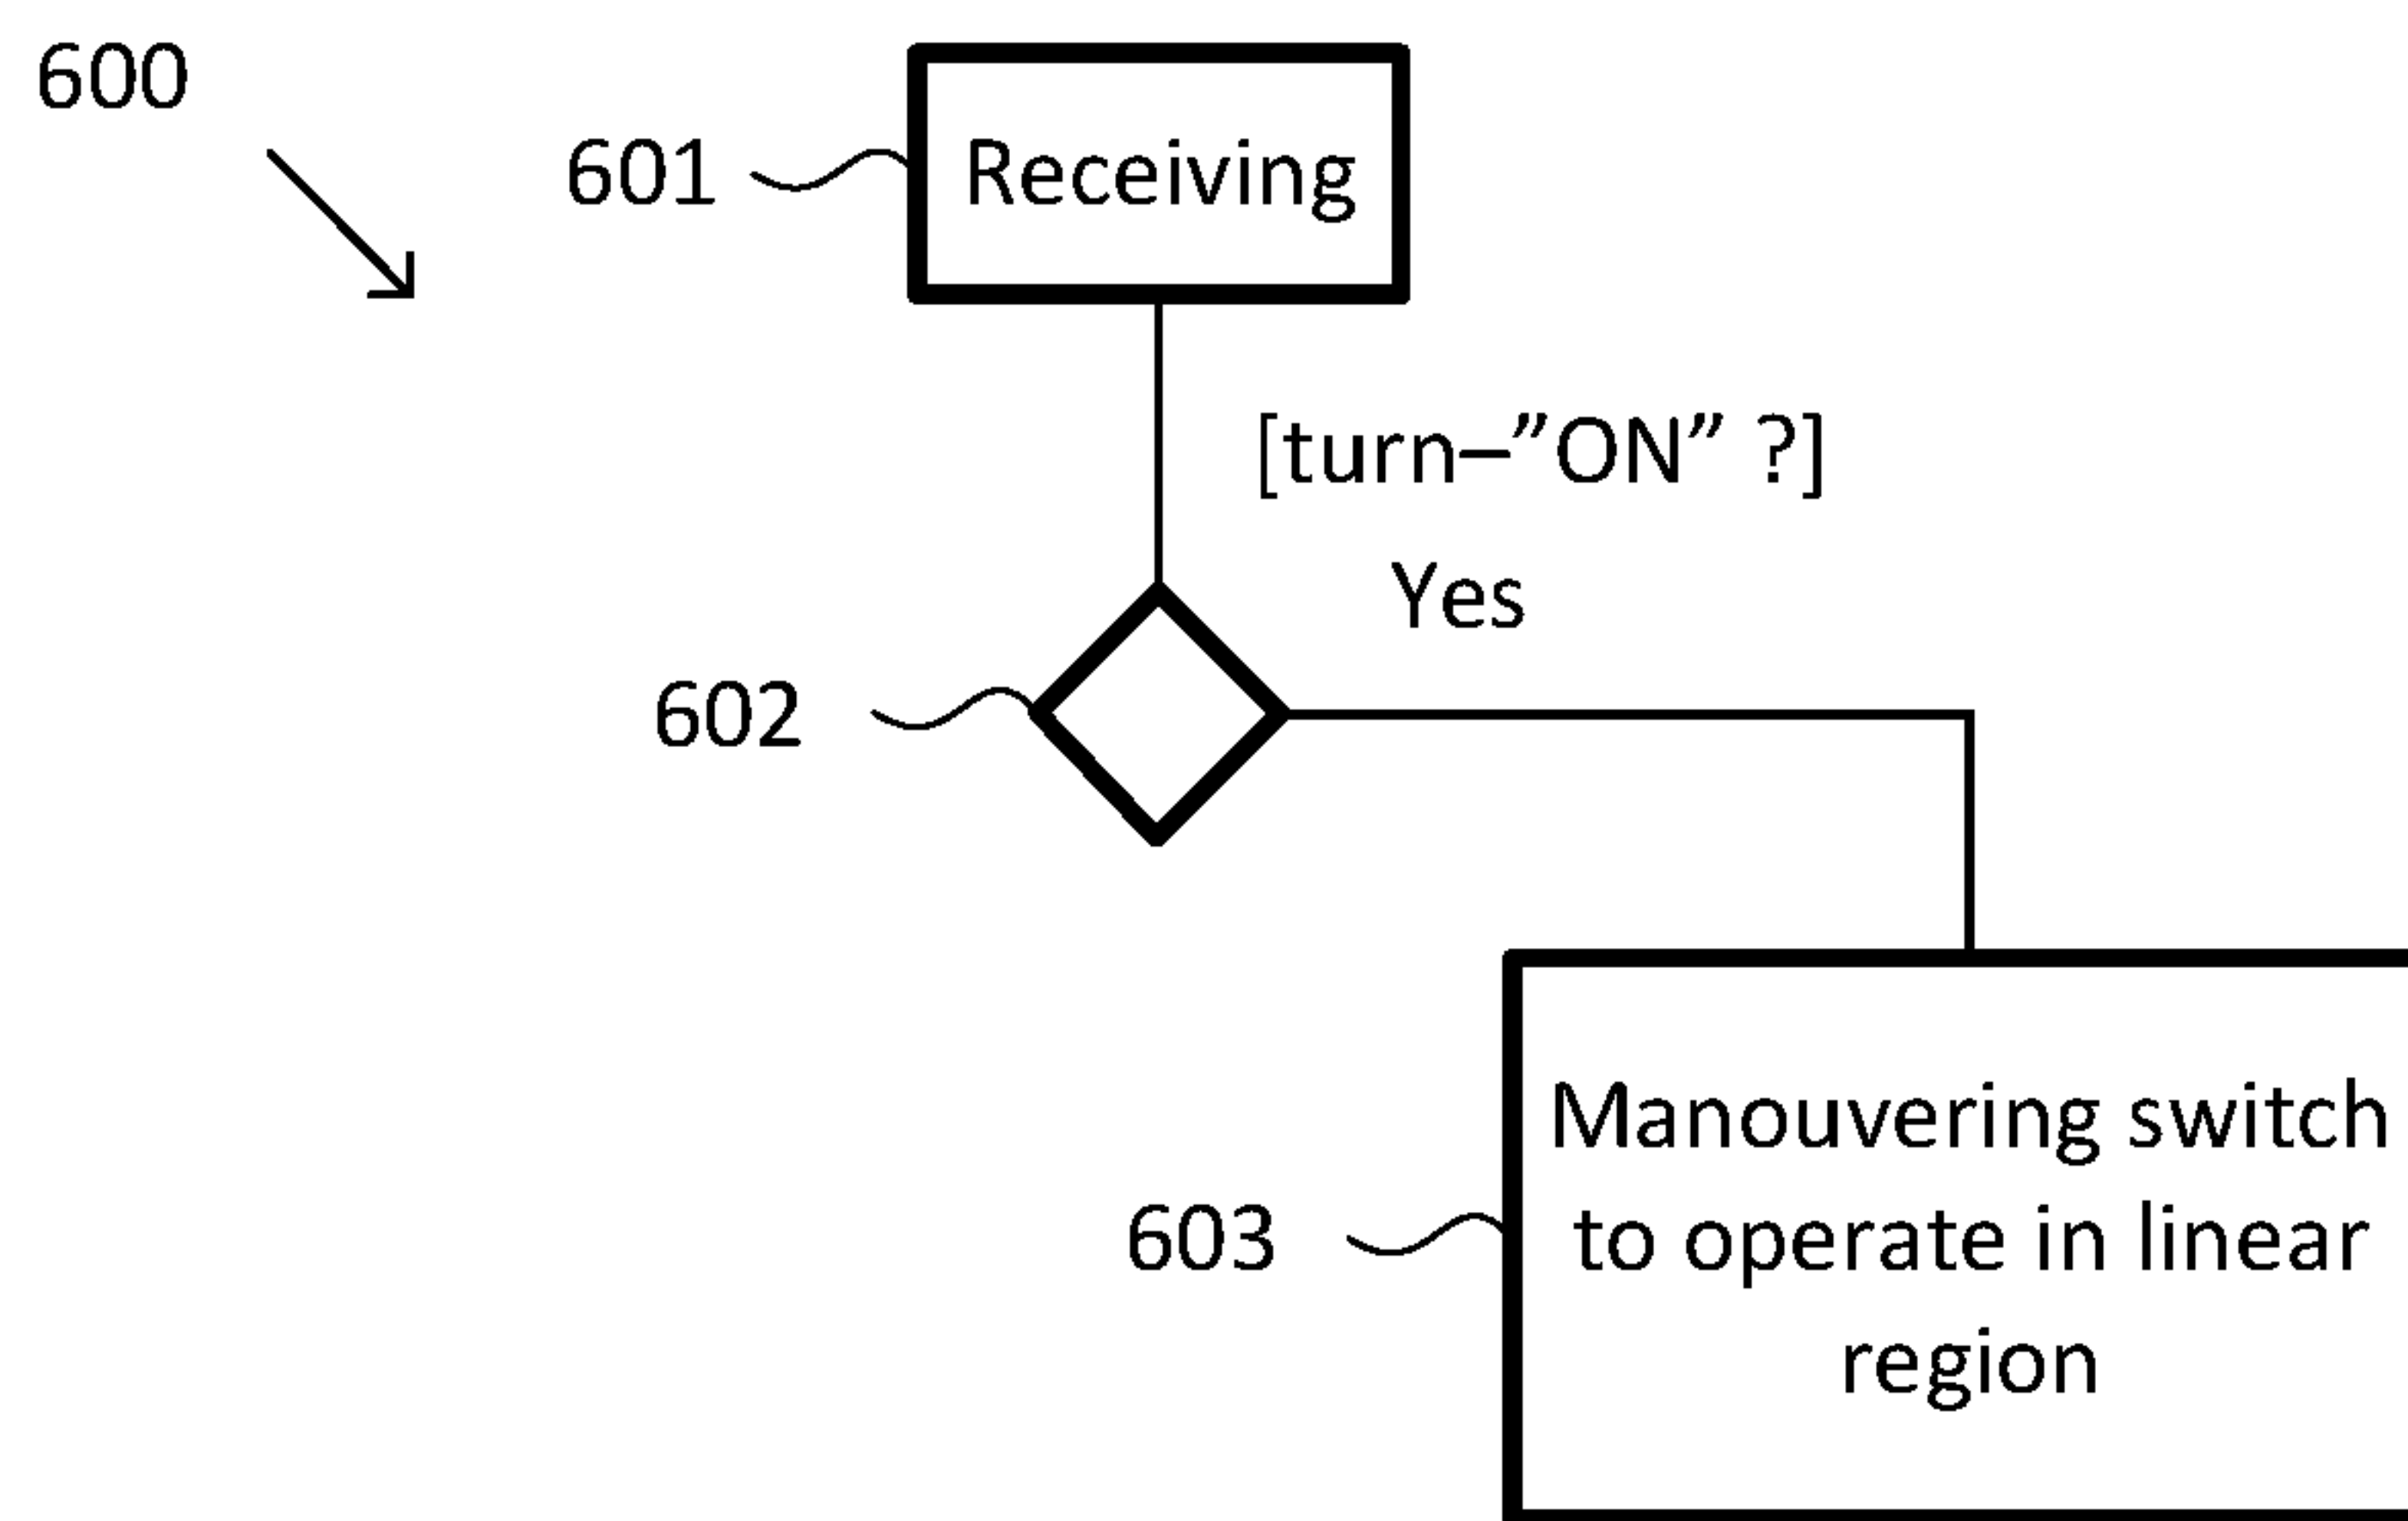 600
601 Receiving
[turn–”ON” ?]
Yes
602
Manouvering switch
603 to operate in linear
region